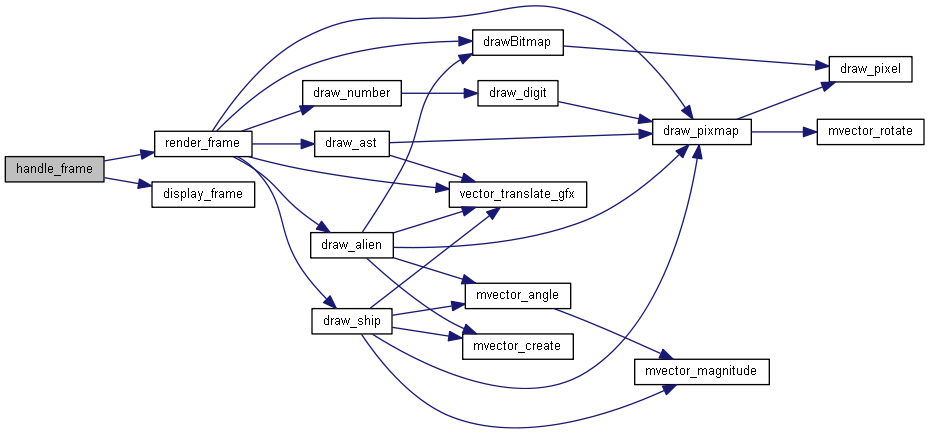 drawBitmap
draw_pixel
draw_number
draw_digit
draw_pixmap
mvector_rotate
render_frame
draw_ast
handle_frame
display_frame
vector_translate_gfx
draw_alien
mvector_angle
draw_ship
mvector_create
mvector_magnitude